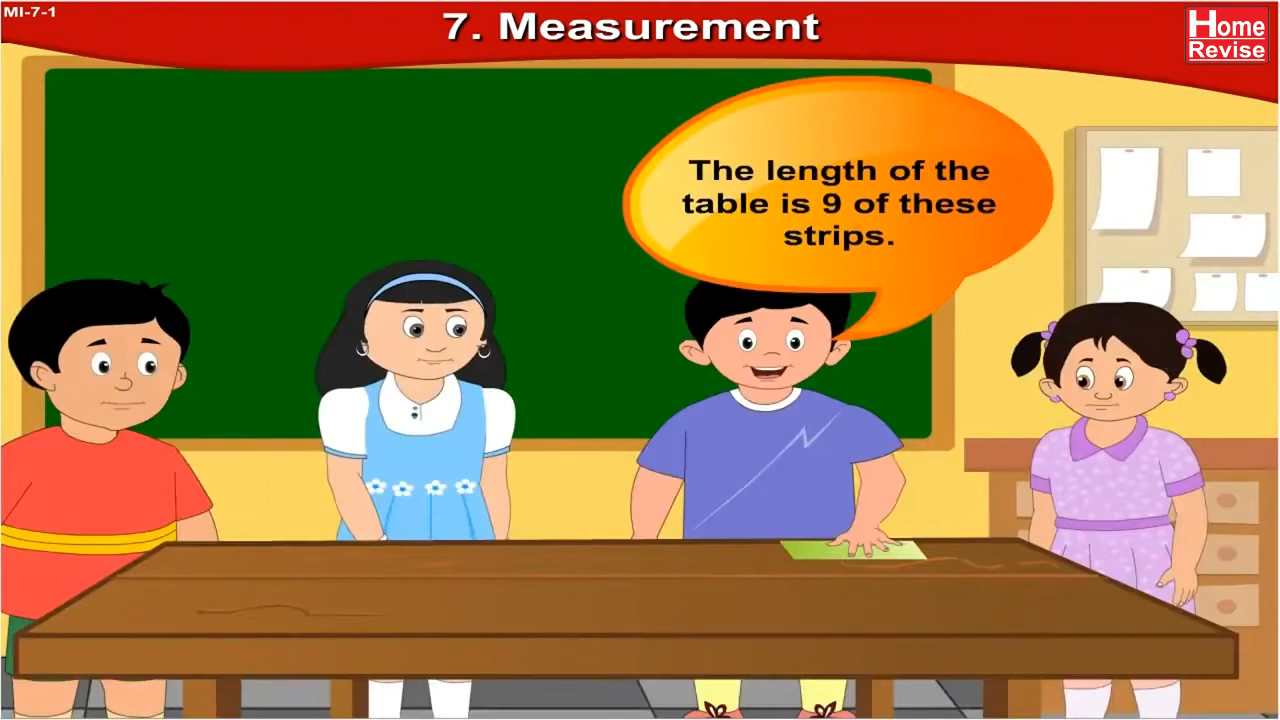 MI-7-1
7. Measurement
Home
Revise
The length of the
table is 9 of these
strips.